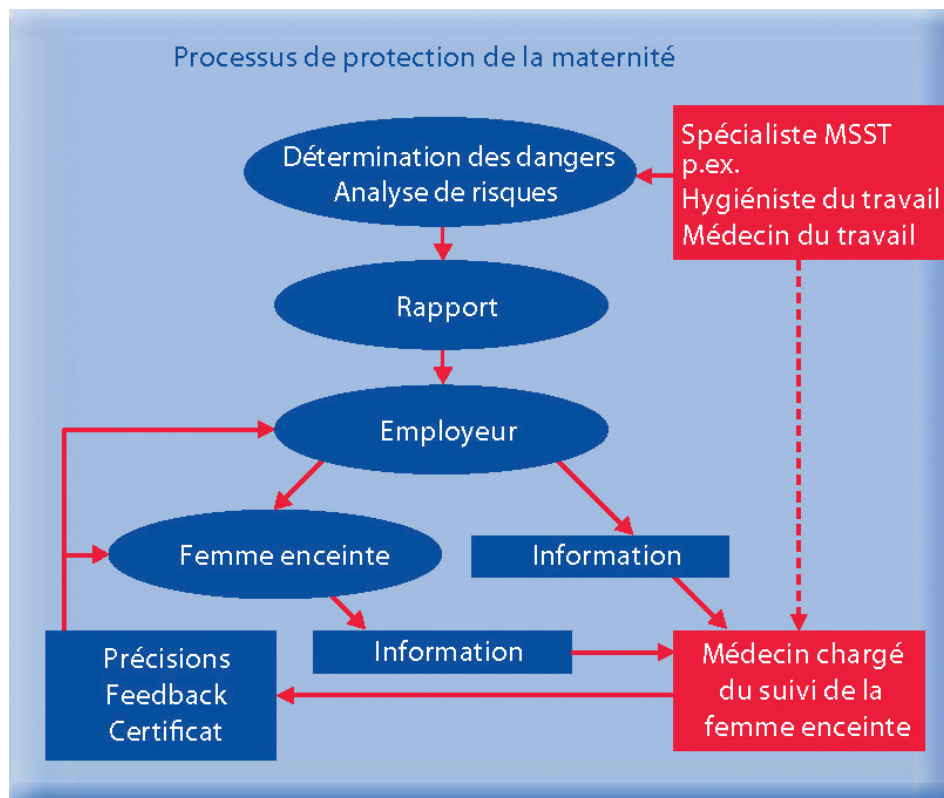 Processus de protection de la maternité
Détermination des dangers
Analyse de risques
Spécialiste MSST
p.ex.
Hygiéniste du travail
Médecin du travail
Rapport
Employeur
Femme enceinte
Information
Information
Précisions
Feedback
Certificat
Médecin chargé
du suivi de la
femme enceinte